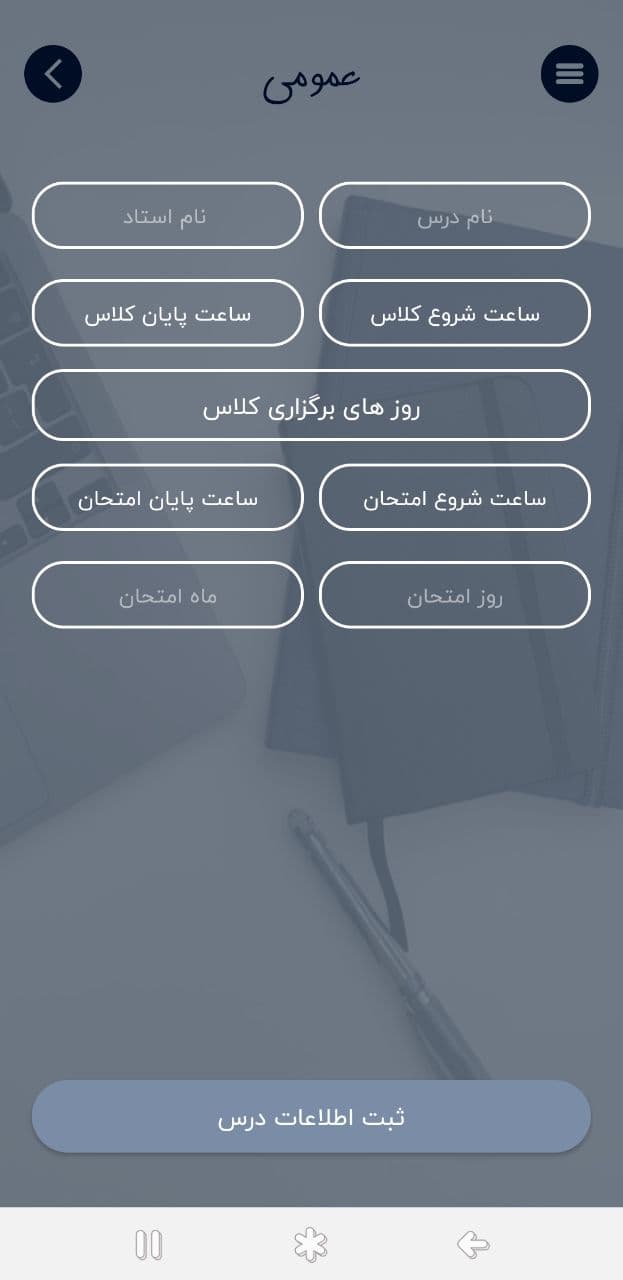 عمومی
نام درس
نام استاد
ساعت شروع کلاس
ساعت پایان کلاس
روز های برگزاری کلاس
ساعت شروع امتحان
ساعت پایان امتحان
روز امتحان
ماه امتحان
ثبت اطلاعات درس